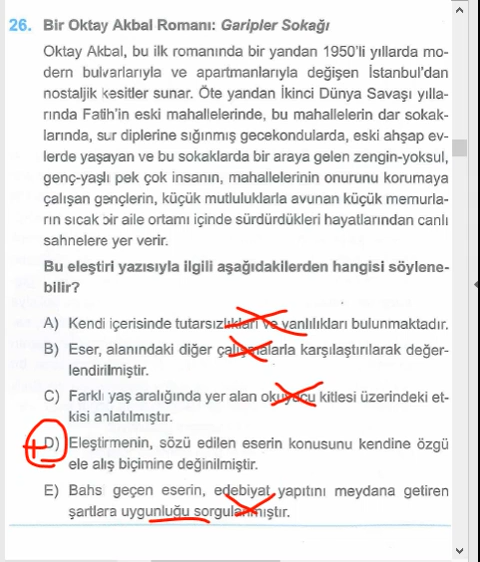 26. Bir Oktay Akbal Romanı: Garipler Sokağı
Oktay Akbal, bu ilk romanında bir yandan 1950'li yıllarda mo-
dern bulvarlarıyla ve apartmanlarıyla değişen İstanbul'dan
nostaljik kesitler sunar. Öte yandan İkinci Dünya Savaşı yılla-
rında Fatih'in eski mahallelerinde, bu mahallelerin dar sokak-
larında, sur diplerine sığınmış gecekondularda, eski ahşap ev-
lerde yaşayan ve bu sokaklarda bir araya gelen zengin-yoksul,
genç-yaşlı pek çok insanın, mahallelerinin onurunu korumaya
çalışan gençlerin, küçük mutluluklarla avunan küçük memurla-
rın sıcak bir aile ortamı içinde sürdürdükleri hayatlarından canlı
sahnelere yer verir.
Bu eleştiri yazısıyla ilgili aşağıdakilerden hangisi söylene-
bilir?
A) Kendi içerisinde tutarsızlıkları ve yanlılıkları bulunmaktadır.
B) Eser, alanındaki diğer çalışmalarla karşılaştırılarak değer-
lendirilmiştir.
C) Farklı yaş aralığında yer alan okuyucu kitlesi üzerindeki et-
kisi anlatılmıştır.
D) Eleştirmenin, sözü edilen eserin konusunu kendine özgü
ele alış biçimine değinilmiştir.
E) Bahsi geçen eserin, edebiyat yapıtını meydana getiren
şartlara uygunluğu sorgulanmıştır.